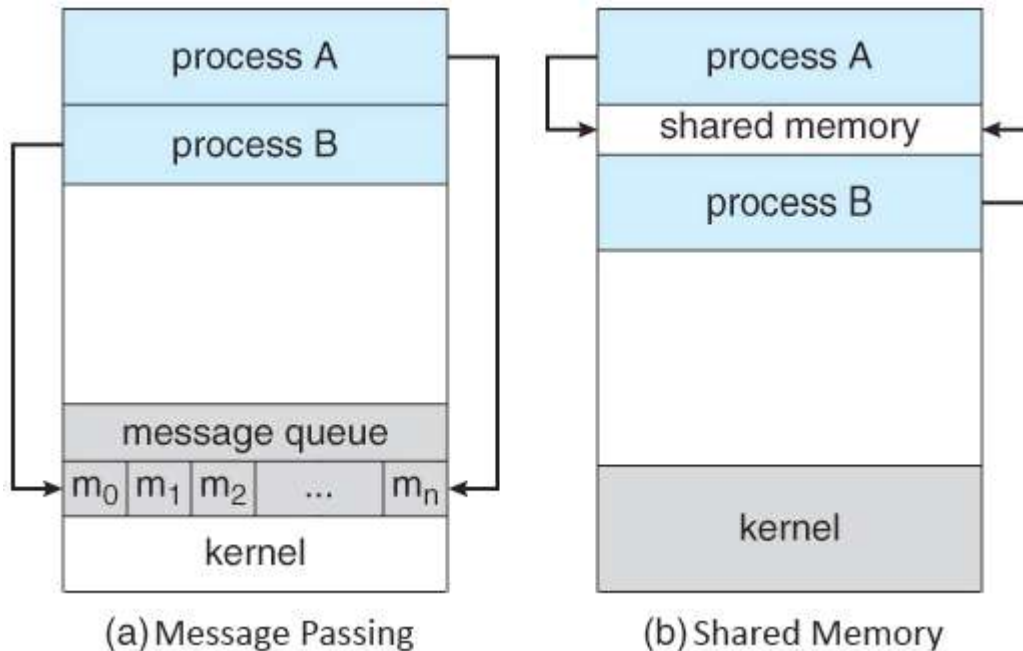 process A
process B
message queue
m0 m1 m2 ... mn
kernel
(a) Message Passing
process A
shared memory
process B
kernel
(b) Shared Memory